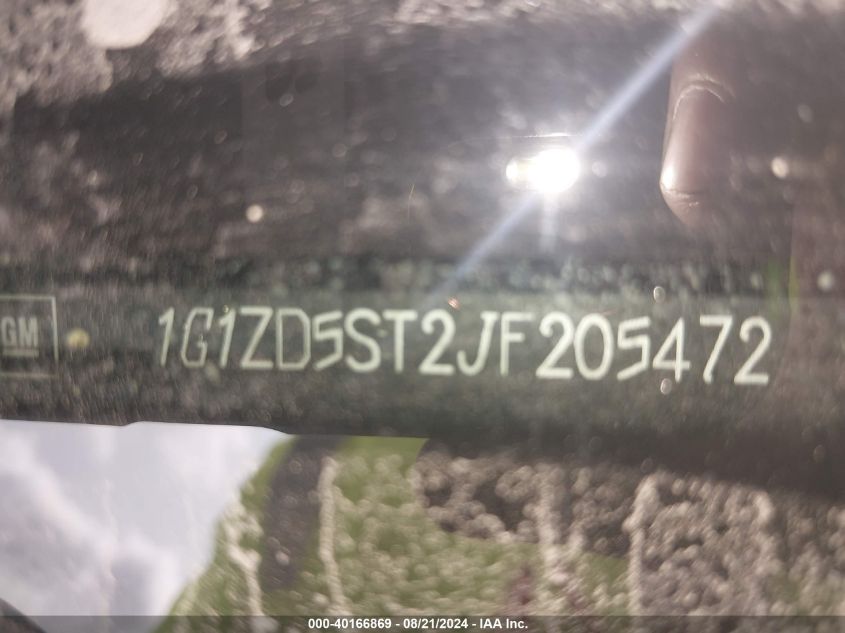 GM
1G1ZD5ST2JF205472
000-40166869 - 08/21/2024 - IAA Inc.